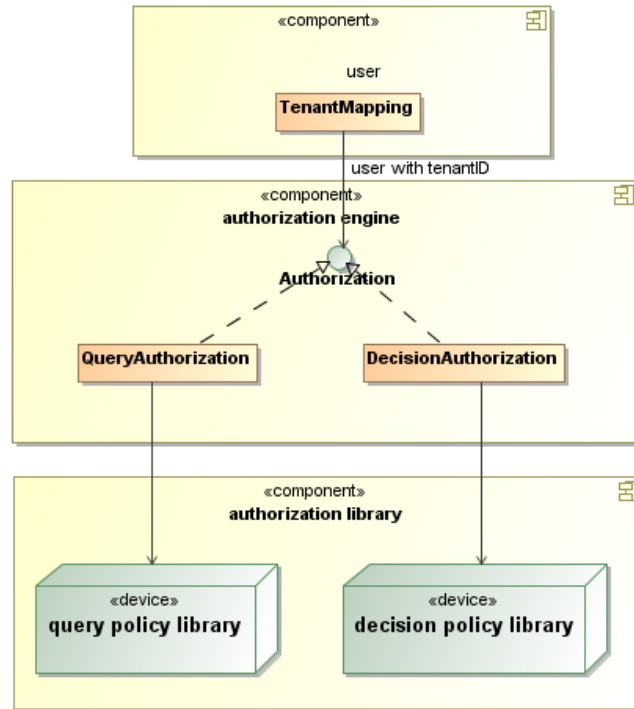 «component»
user
TenantMapping
user with tenantID
«component»
authorization engine
Authorization
QueryAuthorization
DecisionAuthorization
«component»
authorization library
«device»
query policy library
«device»
decision policy library